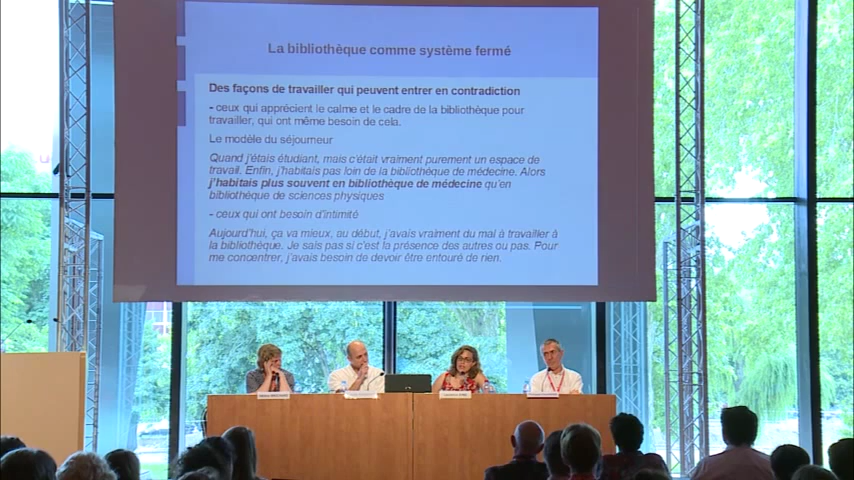 La bibliothèque comme système fermé
Des façons de travailler qui peuvent entrer en contradiction
- ceux qui apprécient le calme et le cadre de la bibliothèque pour
travailler, qui ont même besoin de cela.
Le modèle du séjourneur
Quand j'étais étudiant, mais c'était vraiment purement un espace de
travail. Enfin, j'habitais pas loin de la bibliothèque de médecine. Alors
j'habitais plus souvent en bibliothèque de médecine qu'en
bibliothèque de sciences physiques
- ceux qui ont besoin d'intimité
Aujourd'hui, ça va mieux, au début, j'avais vraiment du mal à travailler à
la bibliothèque. Je sais pas si c'est la présence des autres ou pas. Pour
me concentrer, j'avais besoin de devoir être entouré de rien.